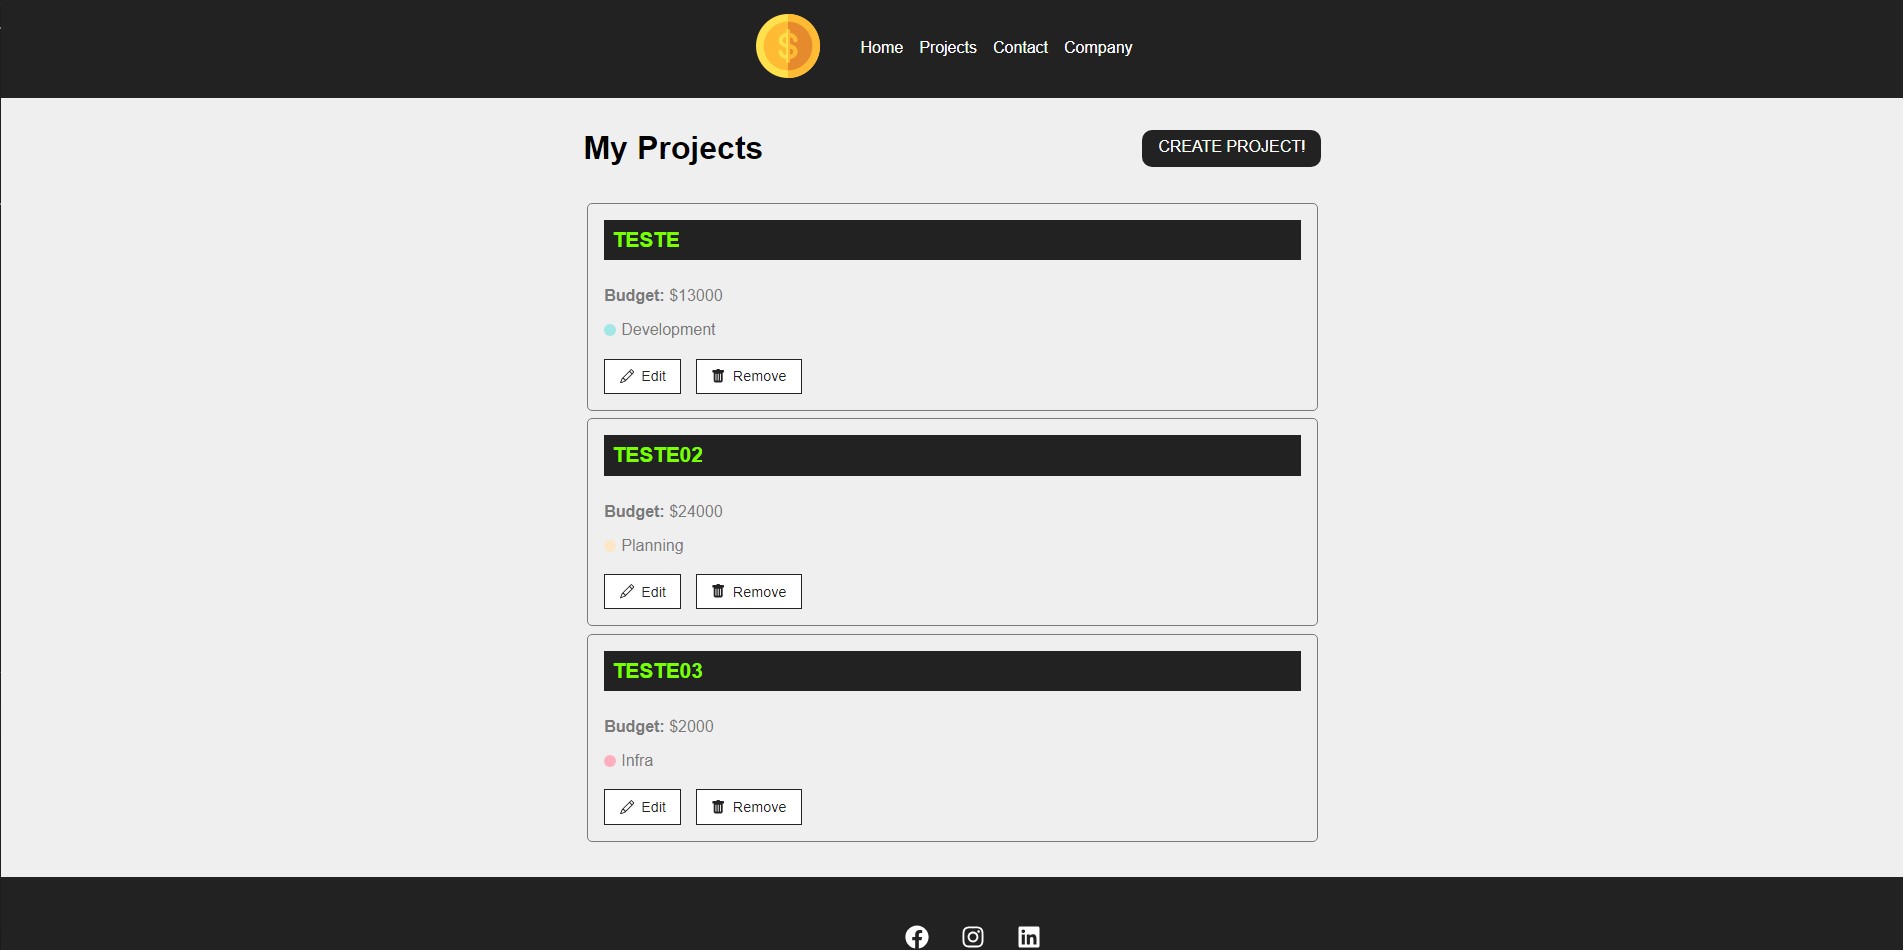 $ Home Projects Contact Company
My Projects CREATE PROJECT!
TESTE
Budget: $13000
Development
Edit Remove
TESTE02
Budget: $24000
Planning
Edit Remove
TESTE03
Budget: $2000
Infra
Edit Remove